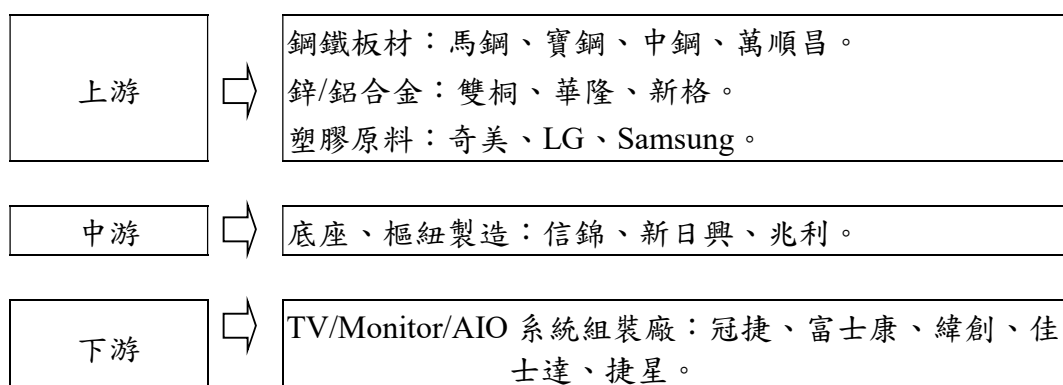 上游
鋼鐵板材：馬鋼、寶鋼、中鋼、萬順昌。
鋅/鋁合金：雙桐、華隆、新格。
塑膠原料：奇美、LG、Samsung。
中游
底座、樞紐製造：信錦、新日興、兆利。
下游
TV/Monitor/AIO 系統組裝廠：冠捷、富士康、緯創、佳
士達、捷星。